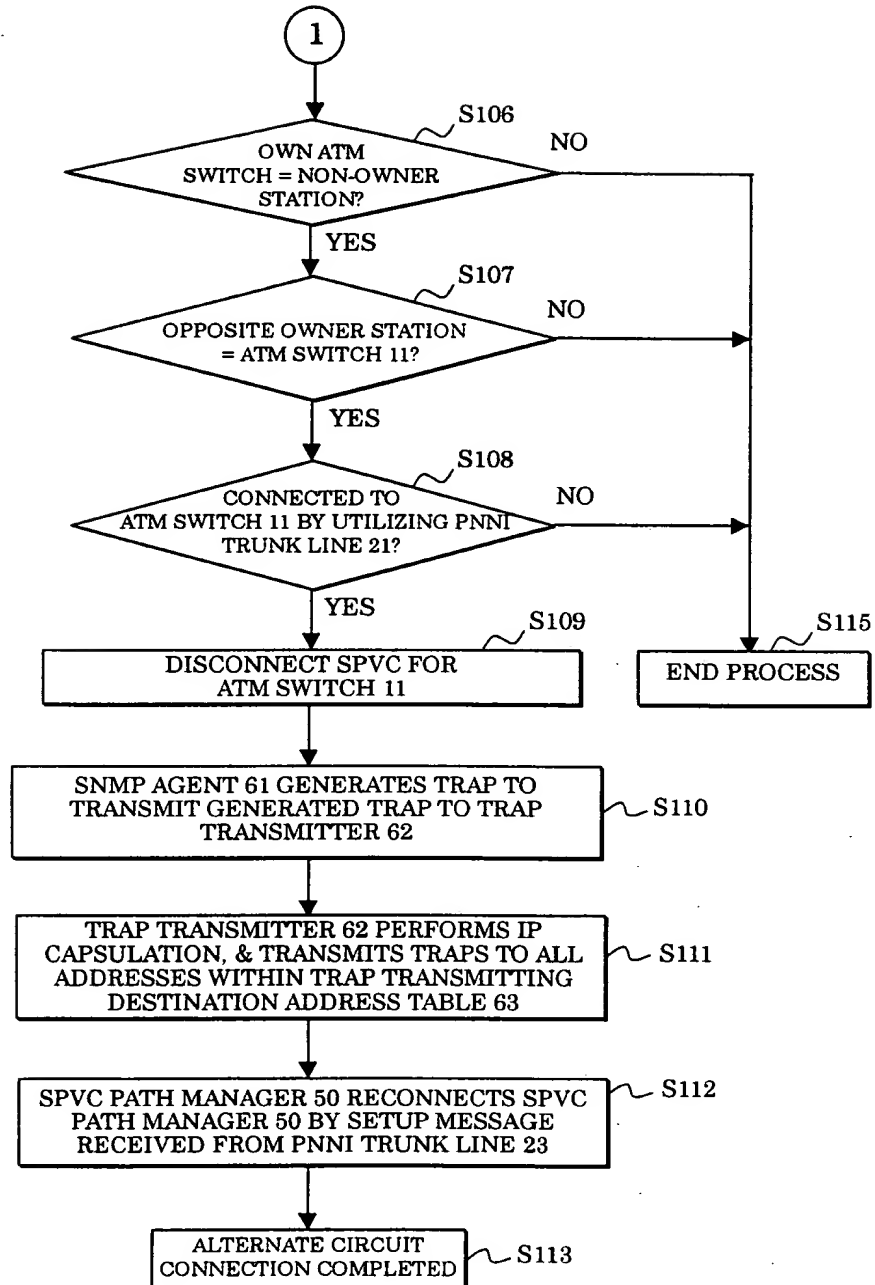 1
S106
OWN ATM
SWITCH = NON-OWNER
STATION?
NO
YES
S107
OPPOSITE OWNER STATION
= ATM SWITCH 11?
NO
YES
S108
CONNECTED TO
ATM SWITCH 11 BY UTILIZING PNNI
TRUNK LINE 21?
NO
YES
S109
DISCONNECT SPVC FOR
ATM SWITCH 11
S115
END PROCESS
SNMP AGENT 61 GENERATES TRAP TO
TRANSMIT GENERATED TRAP TO TRAP
TRANSMITTER 62
S110
TRAP TRANSMITTER 62 PERFORMS IP
CAPSULATION, & TRANSMITS TRAPS TO ALL
ADDRESSES WITHIN TRAP TRANSMITTING
DESTINATION ADDRESS TABLE 63
S111
SPVC PATH MANAGER 50 RECONNECTS SPVC
PATH MANAGER 50 BY SETUP MESSAGE
RECEIVED FROM PNNI TRUNK LINE 23
S112
ALTERNATE CIRCUIT
CONNECTION COMPLETED
S113